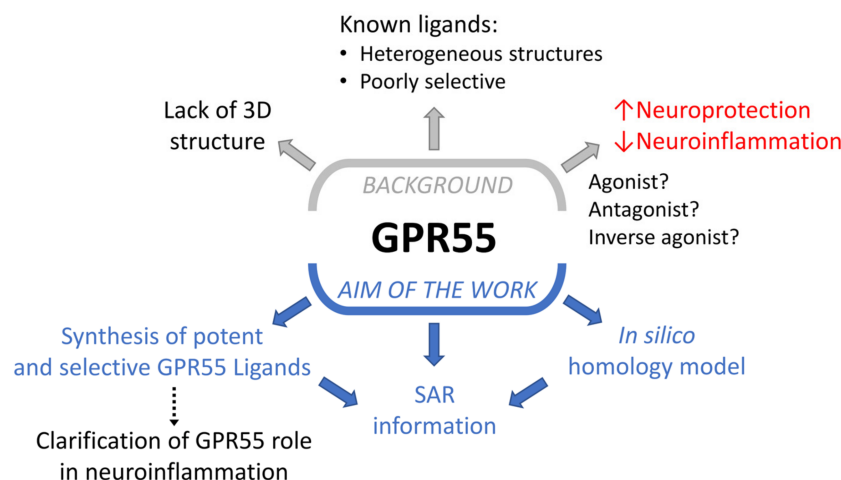 Known ligands:
• Heterogeneous structures
• Poorly selective
Lack of 3D
structure
↑Neuroprotection
↓Neuroinflammation
Agonist?
Antagonist?
Inverse agonist?
BACKGROUND
GPR55
AIM OF THE WORK
Synthesis of potent
and selective GPR55 Ligands
In silico
homology model
SAR
information
Clarification of GPR55 role
in neuroinflammation